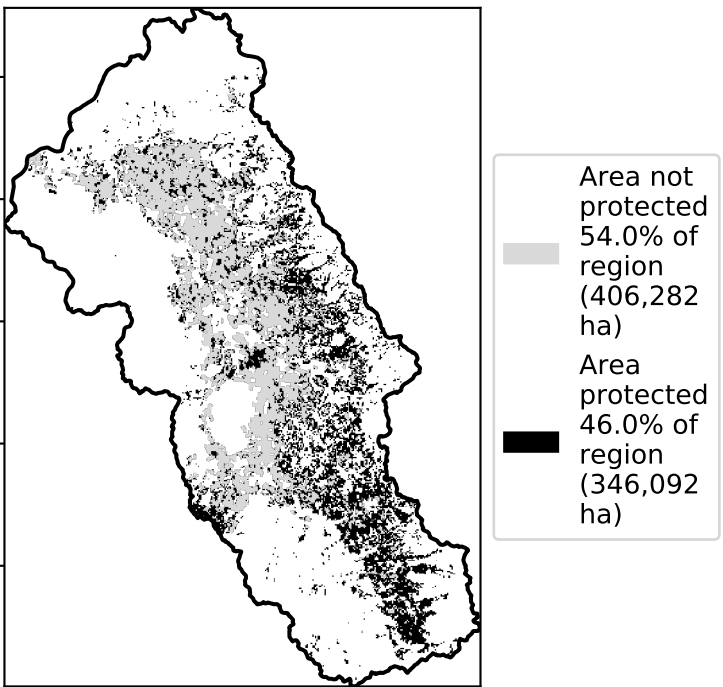 Area not
protected
54.0% of
region
(406,282
ha)
Area
protected
46.0% of
region
(346,092
ha)